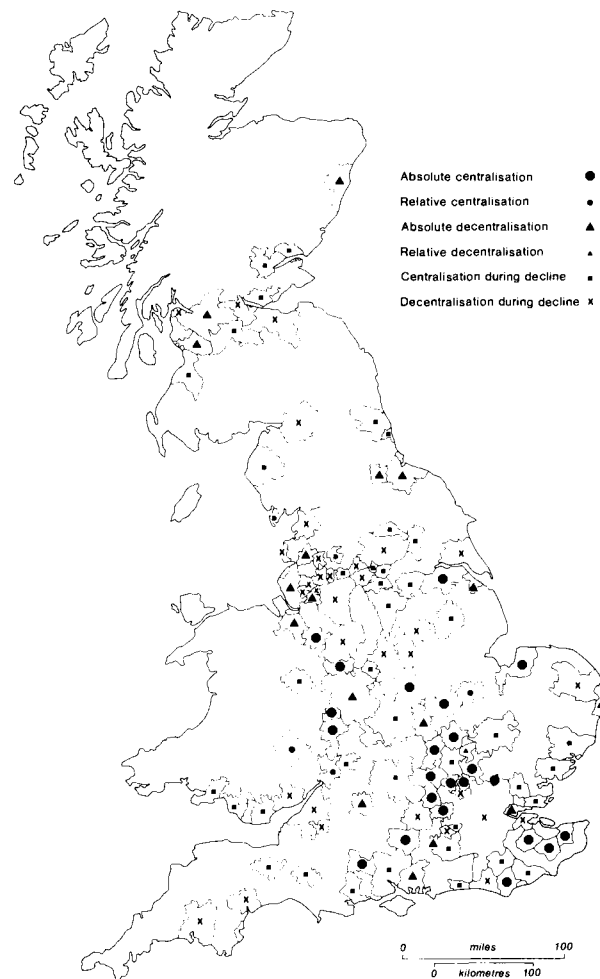 Absolute centralisation
Relative centralisation
Absolute decentralisation
Relative decentralisation
Centralisation during decline
Decentralisation during decline
0 miles 100
0 kilometres 100